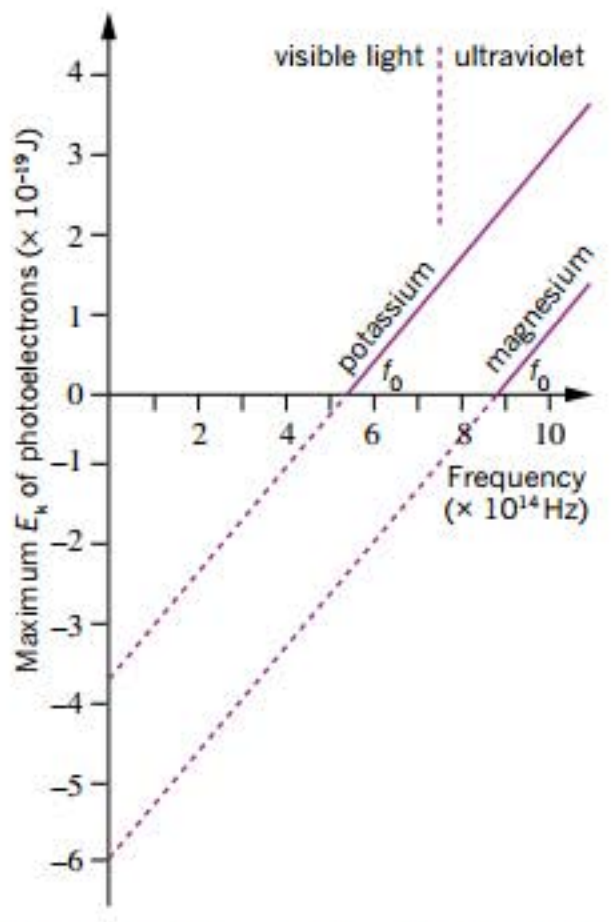 visible light ultraviolet
4
3
2
1
0
–1
–2
–3
–4
–5
–6
Maximum Eₖ of photoelectrons (× 10⁻¹⁹ J)
potassium
f₀
magnesium
f₀
2 4 6 8 10
Frequency
(× 10¹⁴ Hz)